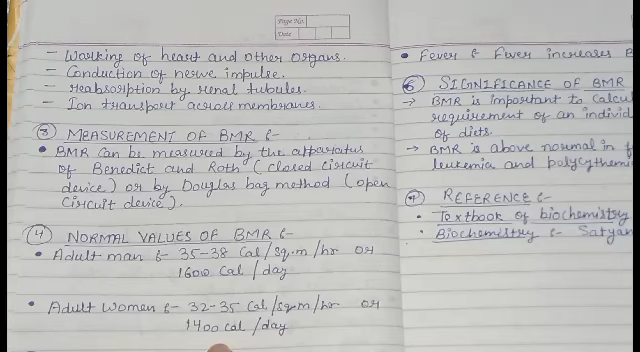 Page No.
Date
- Working of heart and other organs.
- Conduction of nerve impulse.
- Reabsorption by renal tubules.
- Ion transport across membranes.
③ MEASUREMENT OF BMR :-
• BMR can be measured by the apparatus
of Benedict and Roth (closed circuit
device) or by Douglas bag method (open
circuit device).
④ NORMAL VALUES OF BMR :-
• Adult man :- 35-38 Cal/sq.m/hr or
1600 Cal/day
• Adult Women :- 32-35 Cal/sq.m/hr or
1400 cal/day
• Fever :- Fever increases B
⑥ SIGNIFICANCE OF BMR
→ BMR is important to calcul
requirement of an individ
of diets.
→ BMR is above normal in f
leukemia and polycythemi
REFERENCE :-
• Textbook of biochemistry
• Biochemistry :- Satyan